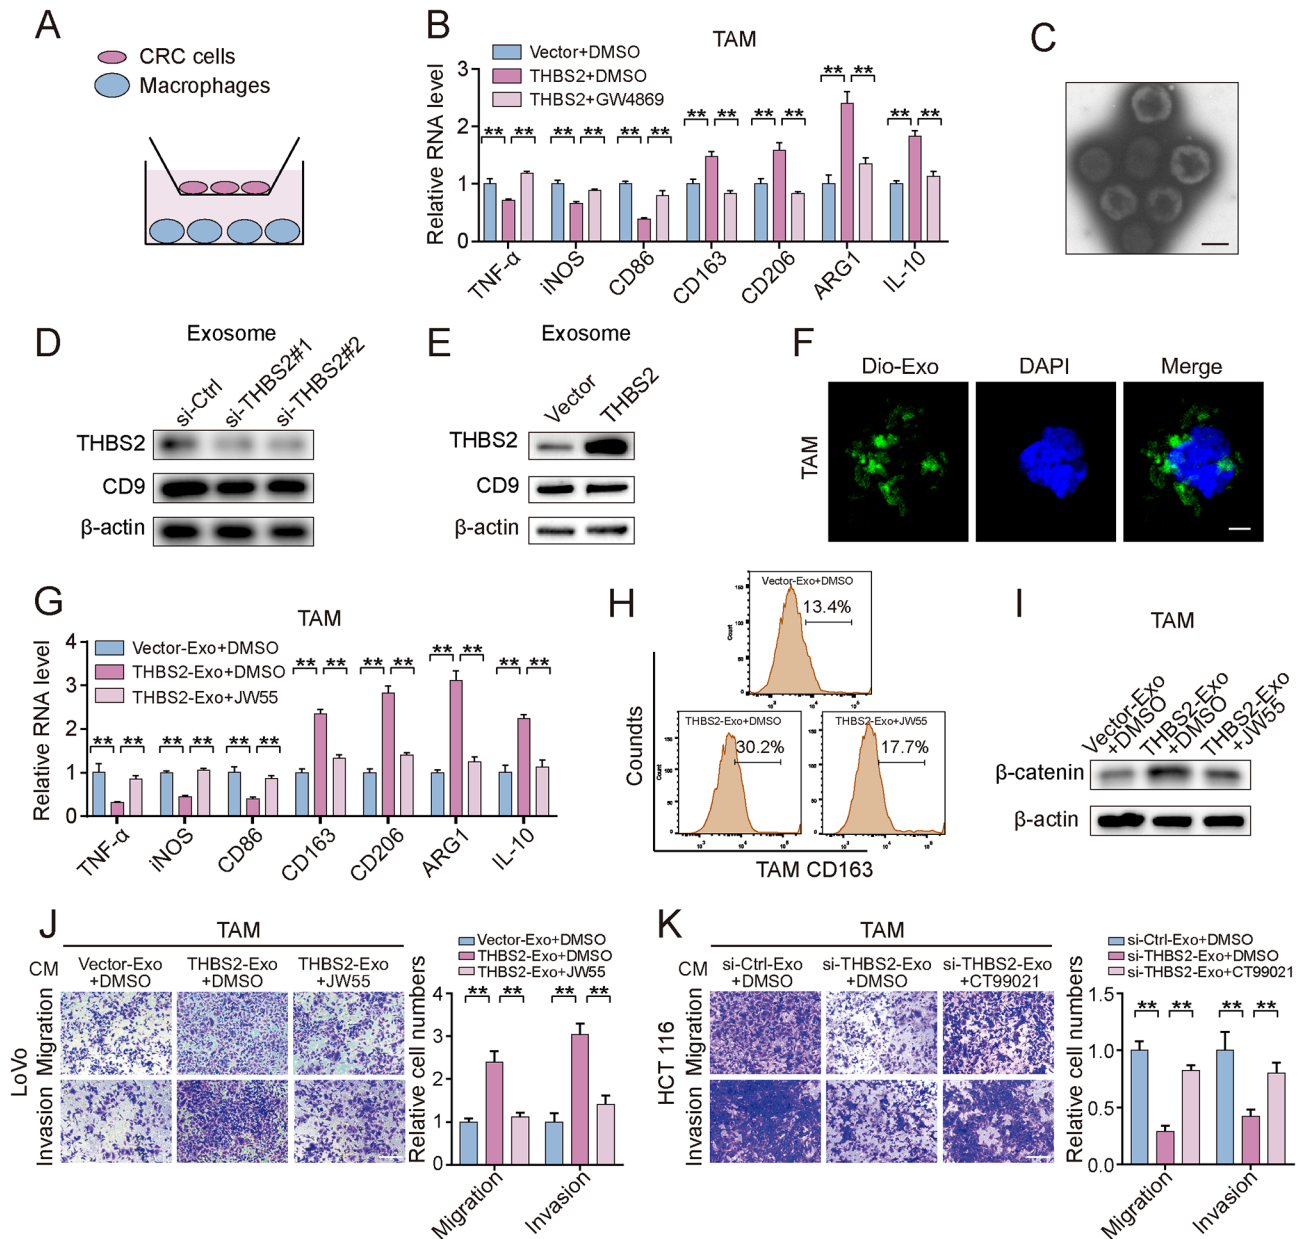 A
CRC cells
Macrophages
B
TAM
Vector+DMSO
THBS2+DMSO
THBS2+GW4869
Relative RNA level
3
2
1
0
** ** ** ** ** ** ** ** ** ** ** ** ** **
TNF-α
iNOS
CD86
CD163
CD206
ARG1
IL-10
C
D
Exosome
si-Ctrl
si-THBS2#1
si-THBS2#2
THBS2
CD9
β-actin
E
Exosome
Vector
THBS2
THBS2
CD9
β-actin
F
Dio-Exo
DAPI
Merge
TAM
G
TAM
Vector-Exo+DMSO
THBS2-Exo+DMSO
THBS2-Exo+JW55
Relative RNA level
4
3
2
1
0
** ** ** ** ** ** ** ** ** ** ** ** ** **
TNF-α
iNOS
CD86
CD163
CD206
ARG1
IL-10
H
Vector-Exo+DMSO
13.4%
Count
THBS2-Exo+DMSO
30.2%
Count
THBS2-Exo+JW55
17.7%
Count
Coundts
TAM CD163
I
TAM
Vector-Exo
+DMSO
THBS2-Exo
+DMSO
THBS2-Exo
+JW55
β-catenin
β-actin
J
TAM
CM
Vector-Exo
+DMSO
THBS2-Exo
+DMSO
THBS2-Exo
+JW55
LoVo
Migration
Invasion
Vector-Exo+DMSO
THBS2-Exo+DMSO
THBS2-Exo+JW55
Relative cell numbers
4
3
2
1
0
** ** ** **
Migration
Invasion
K
TAM
CM
si-Ctrl-Exo
+DMSO
si-THBS2-Exo
+DMSO
si-THBS2-Exo
+CT99021
HCT 116
Migration
Invasion
si-Ctrl-Exo+DMSO
si-THBS2-Exo+DMSO
si-THBS2-Exo+CT99021
Relative cell numbers
1.5
1.0
0.5
0.0
** ** ** **
Migration
Invasion